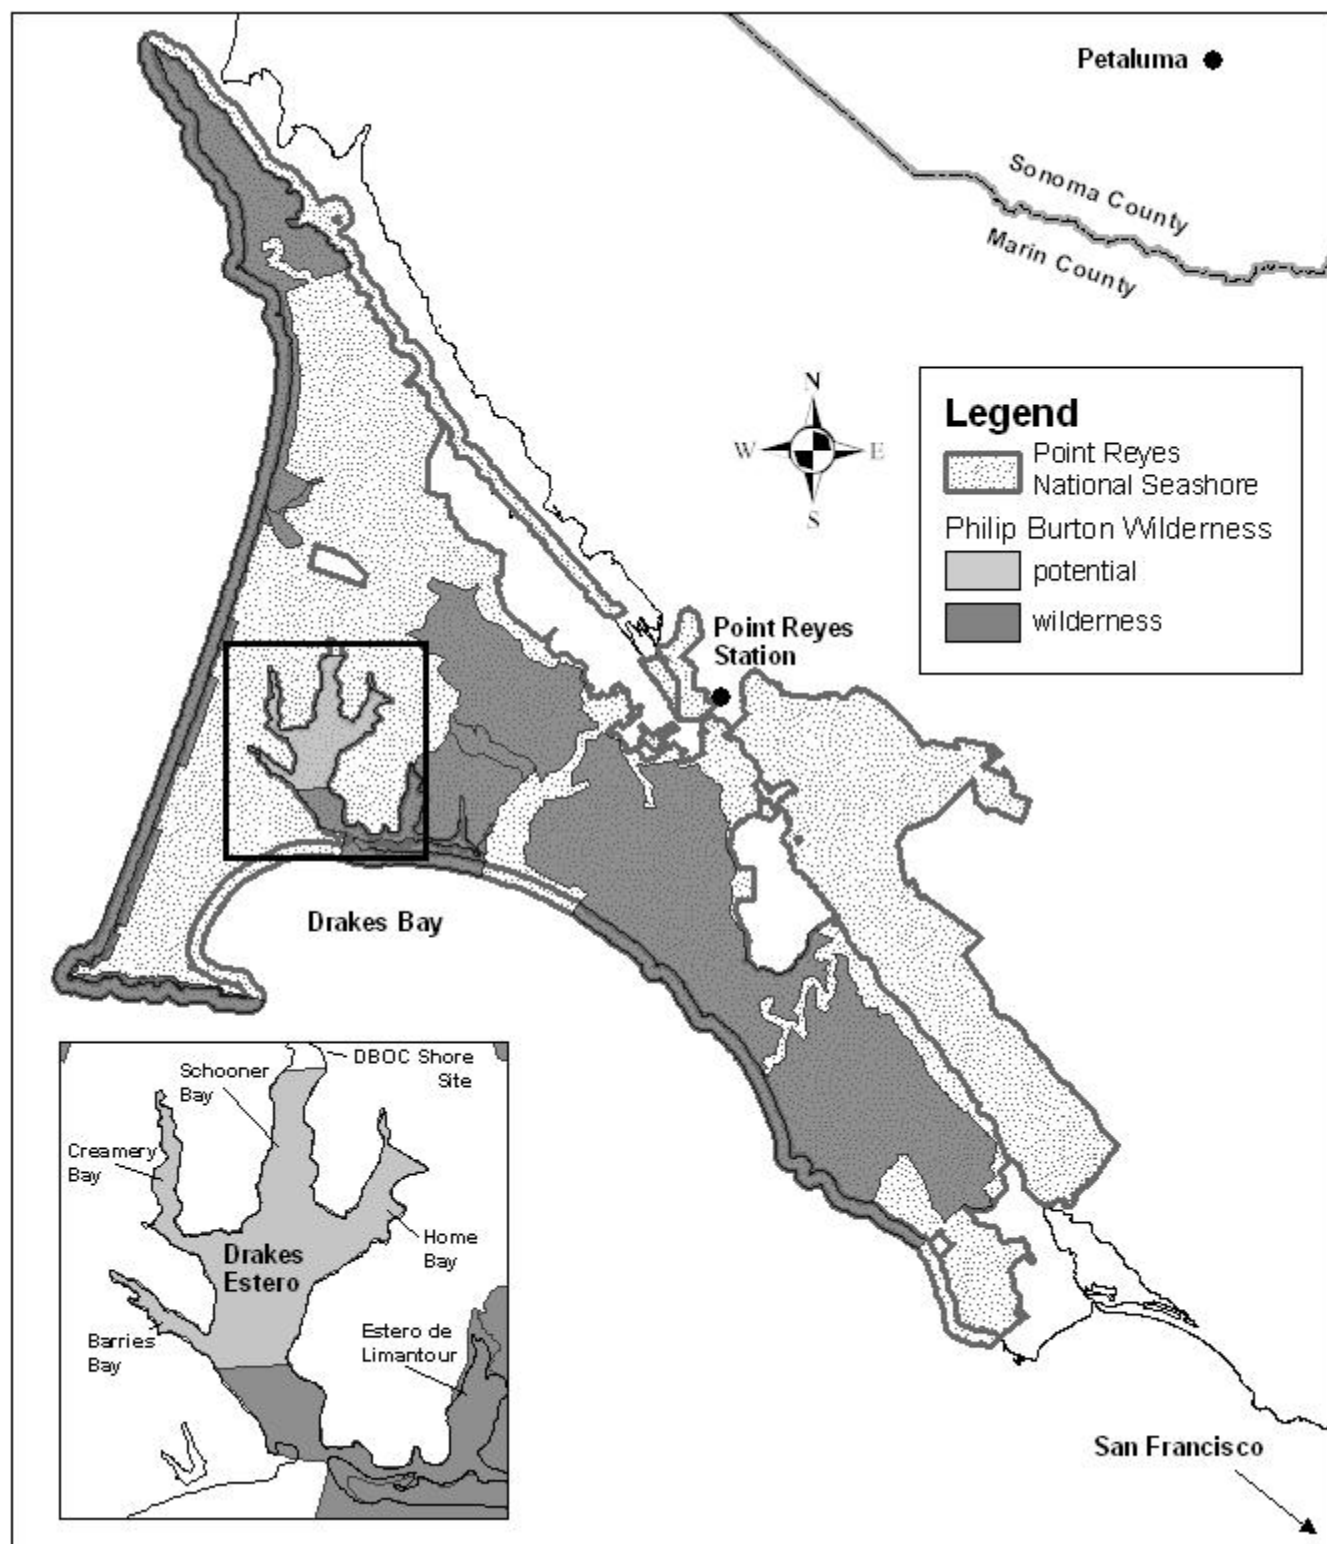 Petaluma
Sonoma County
Marin County
N
W
E
S
Legend
Point Reyes
National Seashore
Philip Burton Wilderness
potential
wilderness
Point Reyes
Station
Drakes Bay
DBOC Shore
Site
Schooner
Bay
Creamery
Bay
Drakes
Estero
Home
Bay
Barries
Bay
Estero de
Limantour
San Francisco